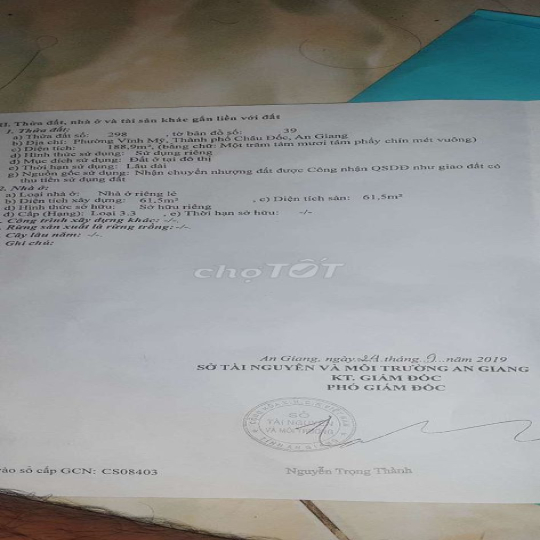 II. Thửa đất, nhà ở và tài sản khác gắn liền với đất
1. Thửa đất:
a) Thửa đất số: 298 , tờ bản đồ số: 39
b) Địa chỉ: Phường Vĩnh Mỹ, Thành phố Châu Đốc, An Giang
c) Diện tích: 188,9m², (bằng chữ: Một trăm tám mươi tám phẩy chín mét vuông)
d) Hình thức sử dụng: Sử dụng riêng
đ) Mục đích sử dụng: Đất ở tại đô thị
e) Thời hạn sử dụng: Lâu dài
g) Nguồn gốc sử dụng: Nhận chuyển nhượng đất được Công nhận QSDĐ như giao đất có
thu tiền sử dụng đất
2. Nhà ở:
a) Loại nhà ở: Nhà ở riêng lẻ
b) Diện tích xây dựng: 61,5m² , c) Diện tích sàn: 61,5m²
d) Hình thức sở hữu: Sở hữu riêng
đ) Cấp (Hạng): Loại 3.3 , e) Thời hạn sở hữu: -/-
. Công trình xây dựng khác: -/-.
. Rừng sản xuất là rừng trồng: -/-.
. Cây lâu năm: -/-.
Ghi chú:
chợTỐT
An Giang, ngày 24 tháng 9 năm 2019
SỞ TÀI NGUYÊN VÀ MÔI TRƯỜNG AN GIANG
KT. GIÁM ĐỐC
PHÓ GIÁM ĐỐC
SỞ
TÀI NGUYÊN
VÀ MÔI TRƯỜNG
TỈNH AN GIANG
vào sổ cấp GCN: CS08403
Nguyễn Trọng Thành